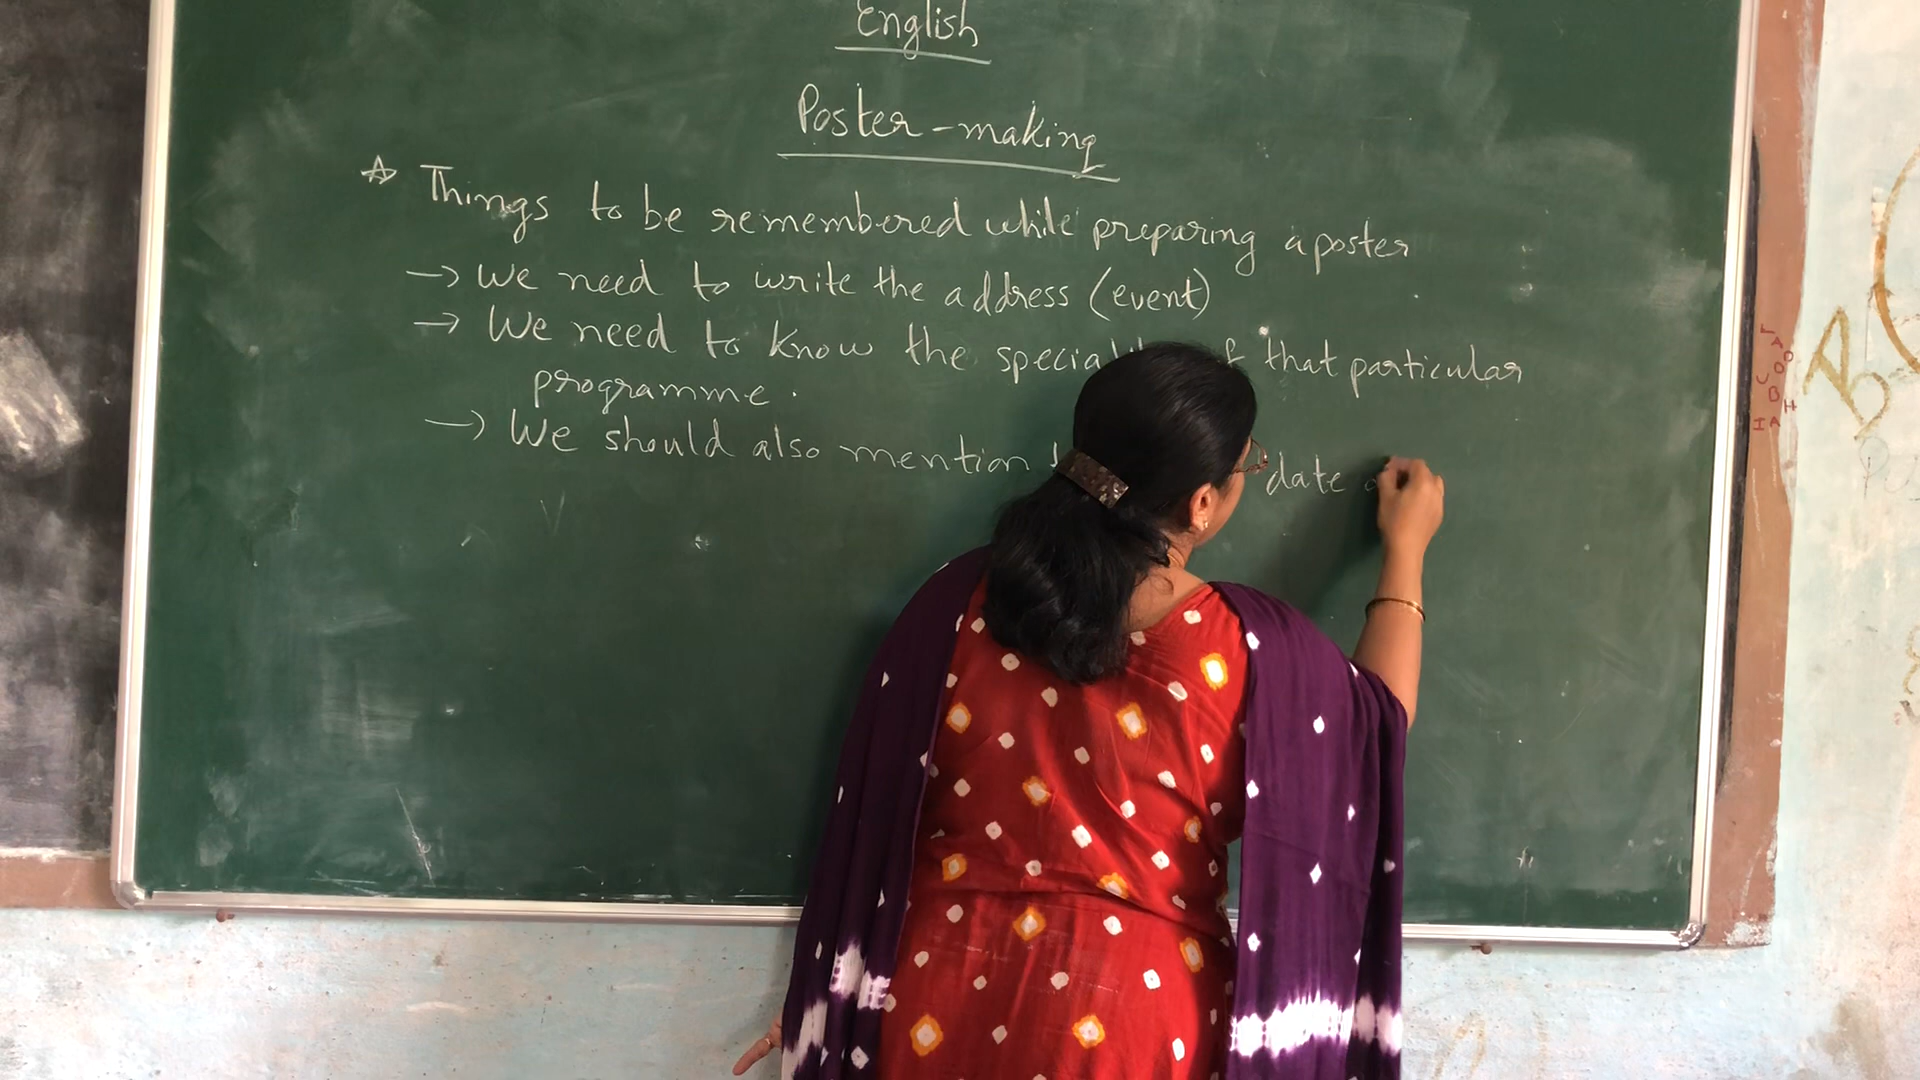 English
Poster-making
☆ Things to be remembered while preparing a poster
→ We need to write the address (event)
→ We need to know the that particular
programme.
→ We should also mention date